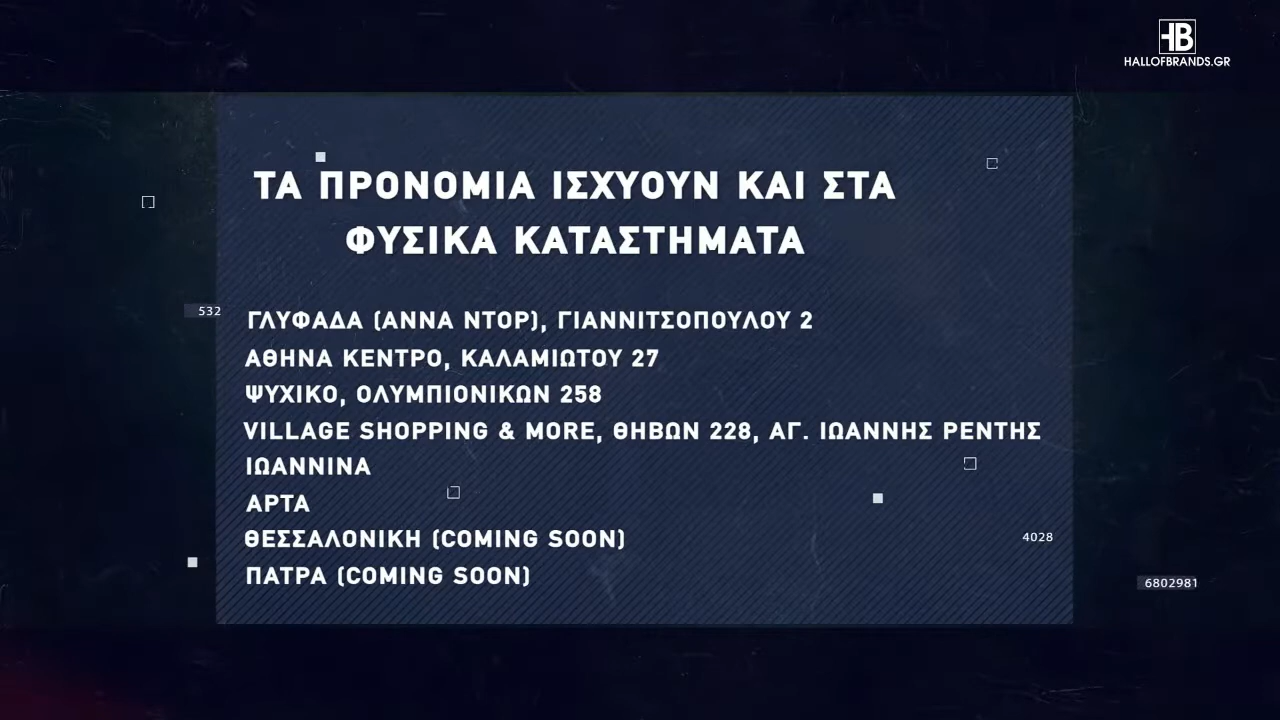 HB
HALLOFBRANDS.GR
ΤΑ ΠΡΟΝΟΜΙΑ ΙΣΧΥΟΥΝ ΚΑΙ ΣΤΑ
ΦΥΣΙΚΑ ΚΑΤΑΣΤΗΜΑΤΑ
532
ΓΛΥΦΑΔΑ (ΑΝΝΑ ΝΤΟΡ), ΓΙΑΝΝΙΤΣΟΠΟΥΛΟΥ 2
ΑΘΗΝΑ ΚΕΝΤΡΟ, ΚΑΛΑΜΙΩΤΟΥ 27
ΨΥΧΙΚΟ, ΟΛΥΜΠΙΟΝΙΚΩΝ 258
VILLAGE SHOPPING & MORE, ΘΗΒΩΝ 228, ΑΓ. ΙΩΑΝΝΗΣ ΡΕΝΤΗΣ
ΙΩΑΝΝΙΝΑ
ΑΡΤΑ
ΘΕΣΣΑΛΟΝΙΚΗ (COMING SOON)
4028
ΠΑΤΡΑ (COMING SOON)
6802981